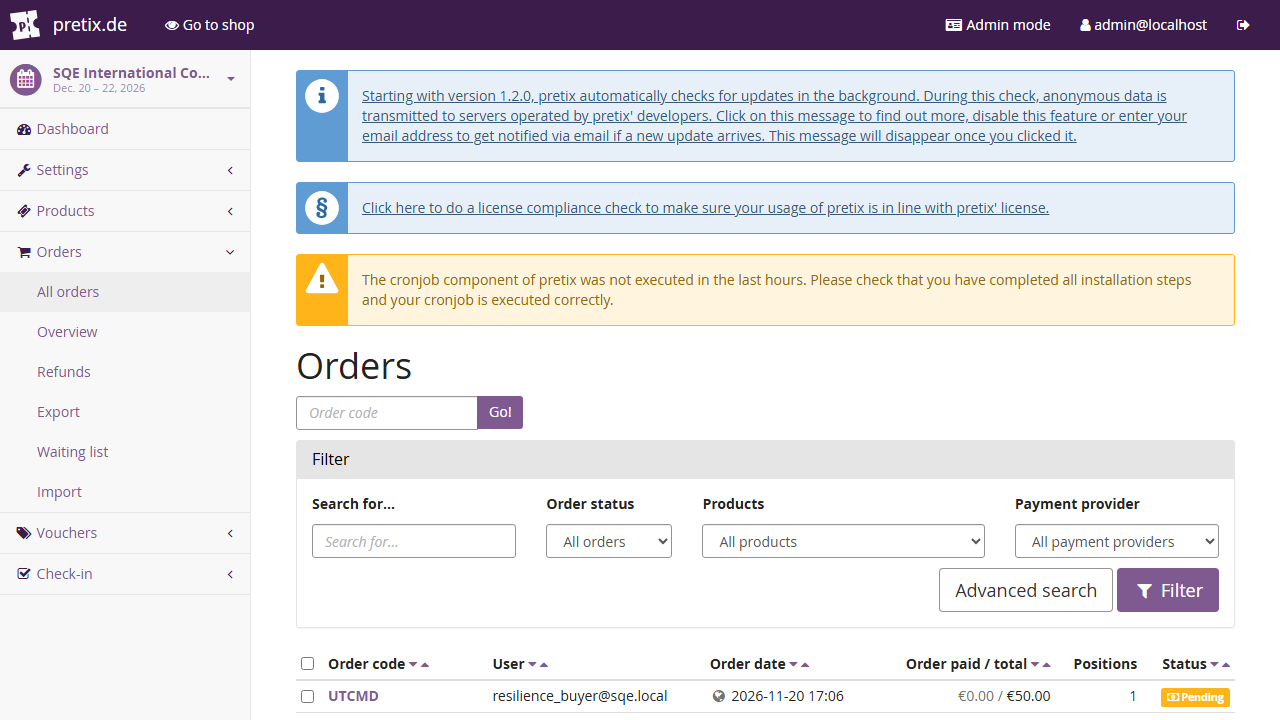 pretix.de
Go to shop
Admin mode
admin@localhost
SQE International Co...
Dec. 20 – 22, 2026
Dashboard
Settings
Products
Orders
All orders
Overview
Refunds
Export
Waiting list
Import
Vouchers
Check-in
Starting with version 1.2.0, pretix automatically checks for updates in the background. During this check, anonymous data is
transmitted to servers operated by pretix' developers. Click on this message to find out more, disable this feature or enter your
email address to get notified via email if a new update arrives. This message will disappear once you clicked it.
§
Click here to do a license compliance check to make sure your usage of pretix is in line with pretix' license.
The cronjob component of pretix was not executed in the last hours. Please check that you have completed all installation steps
and your cronjob is executed correctly.
Orders
Order code
Go!
Filter
Search for... Order status Products Payment provider
Search for... All orders All products All payment providers
Advanced search Filter
Order code User Order date Order paid / total Positions Status
UTCMD resilience_buyer@sqe.local 2026-11-20 17:06 €0.00 / €50.00 1 Pending